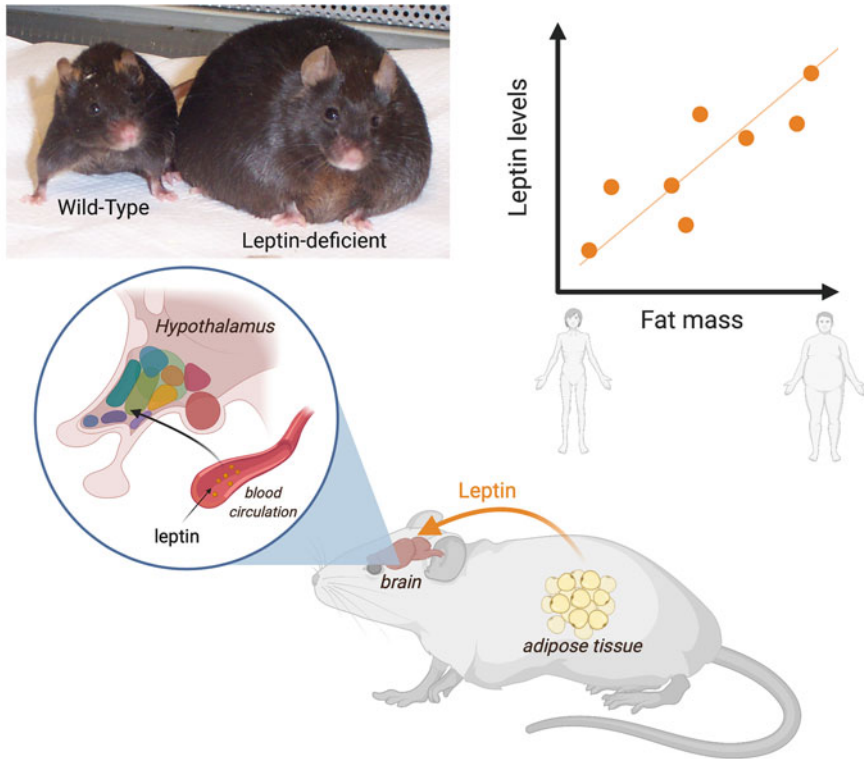 Wild-Type
Leptin-deficient
Leptin levels
Fat mass
Hypothalamus
blood
circulation
leptin
Leptin
brain
adipose tissue